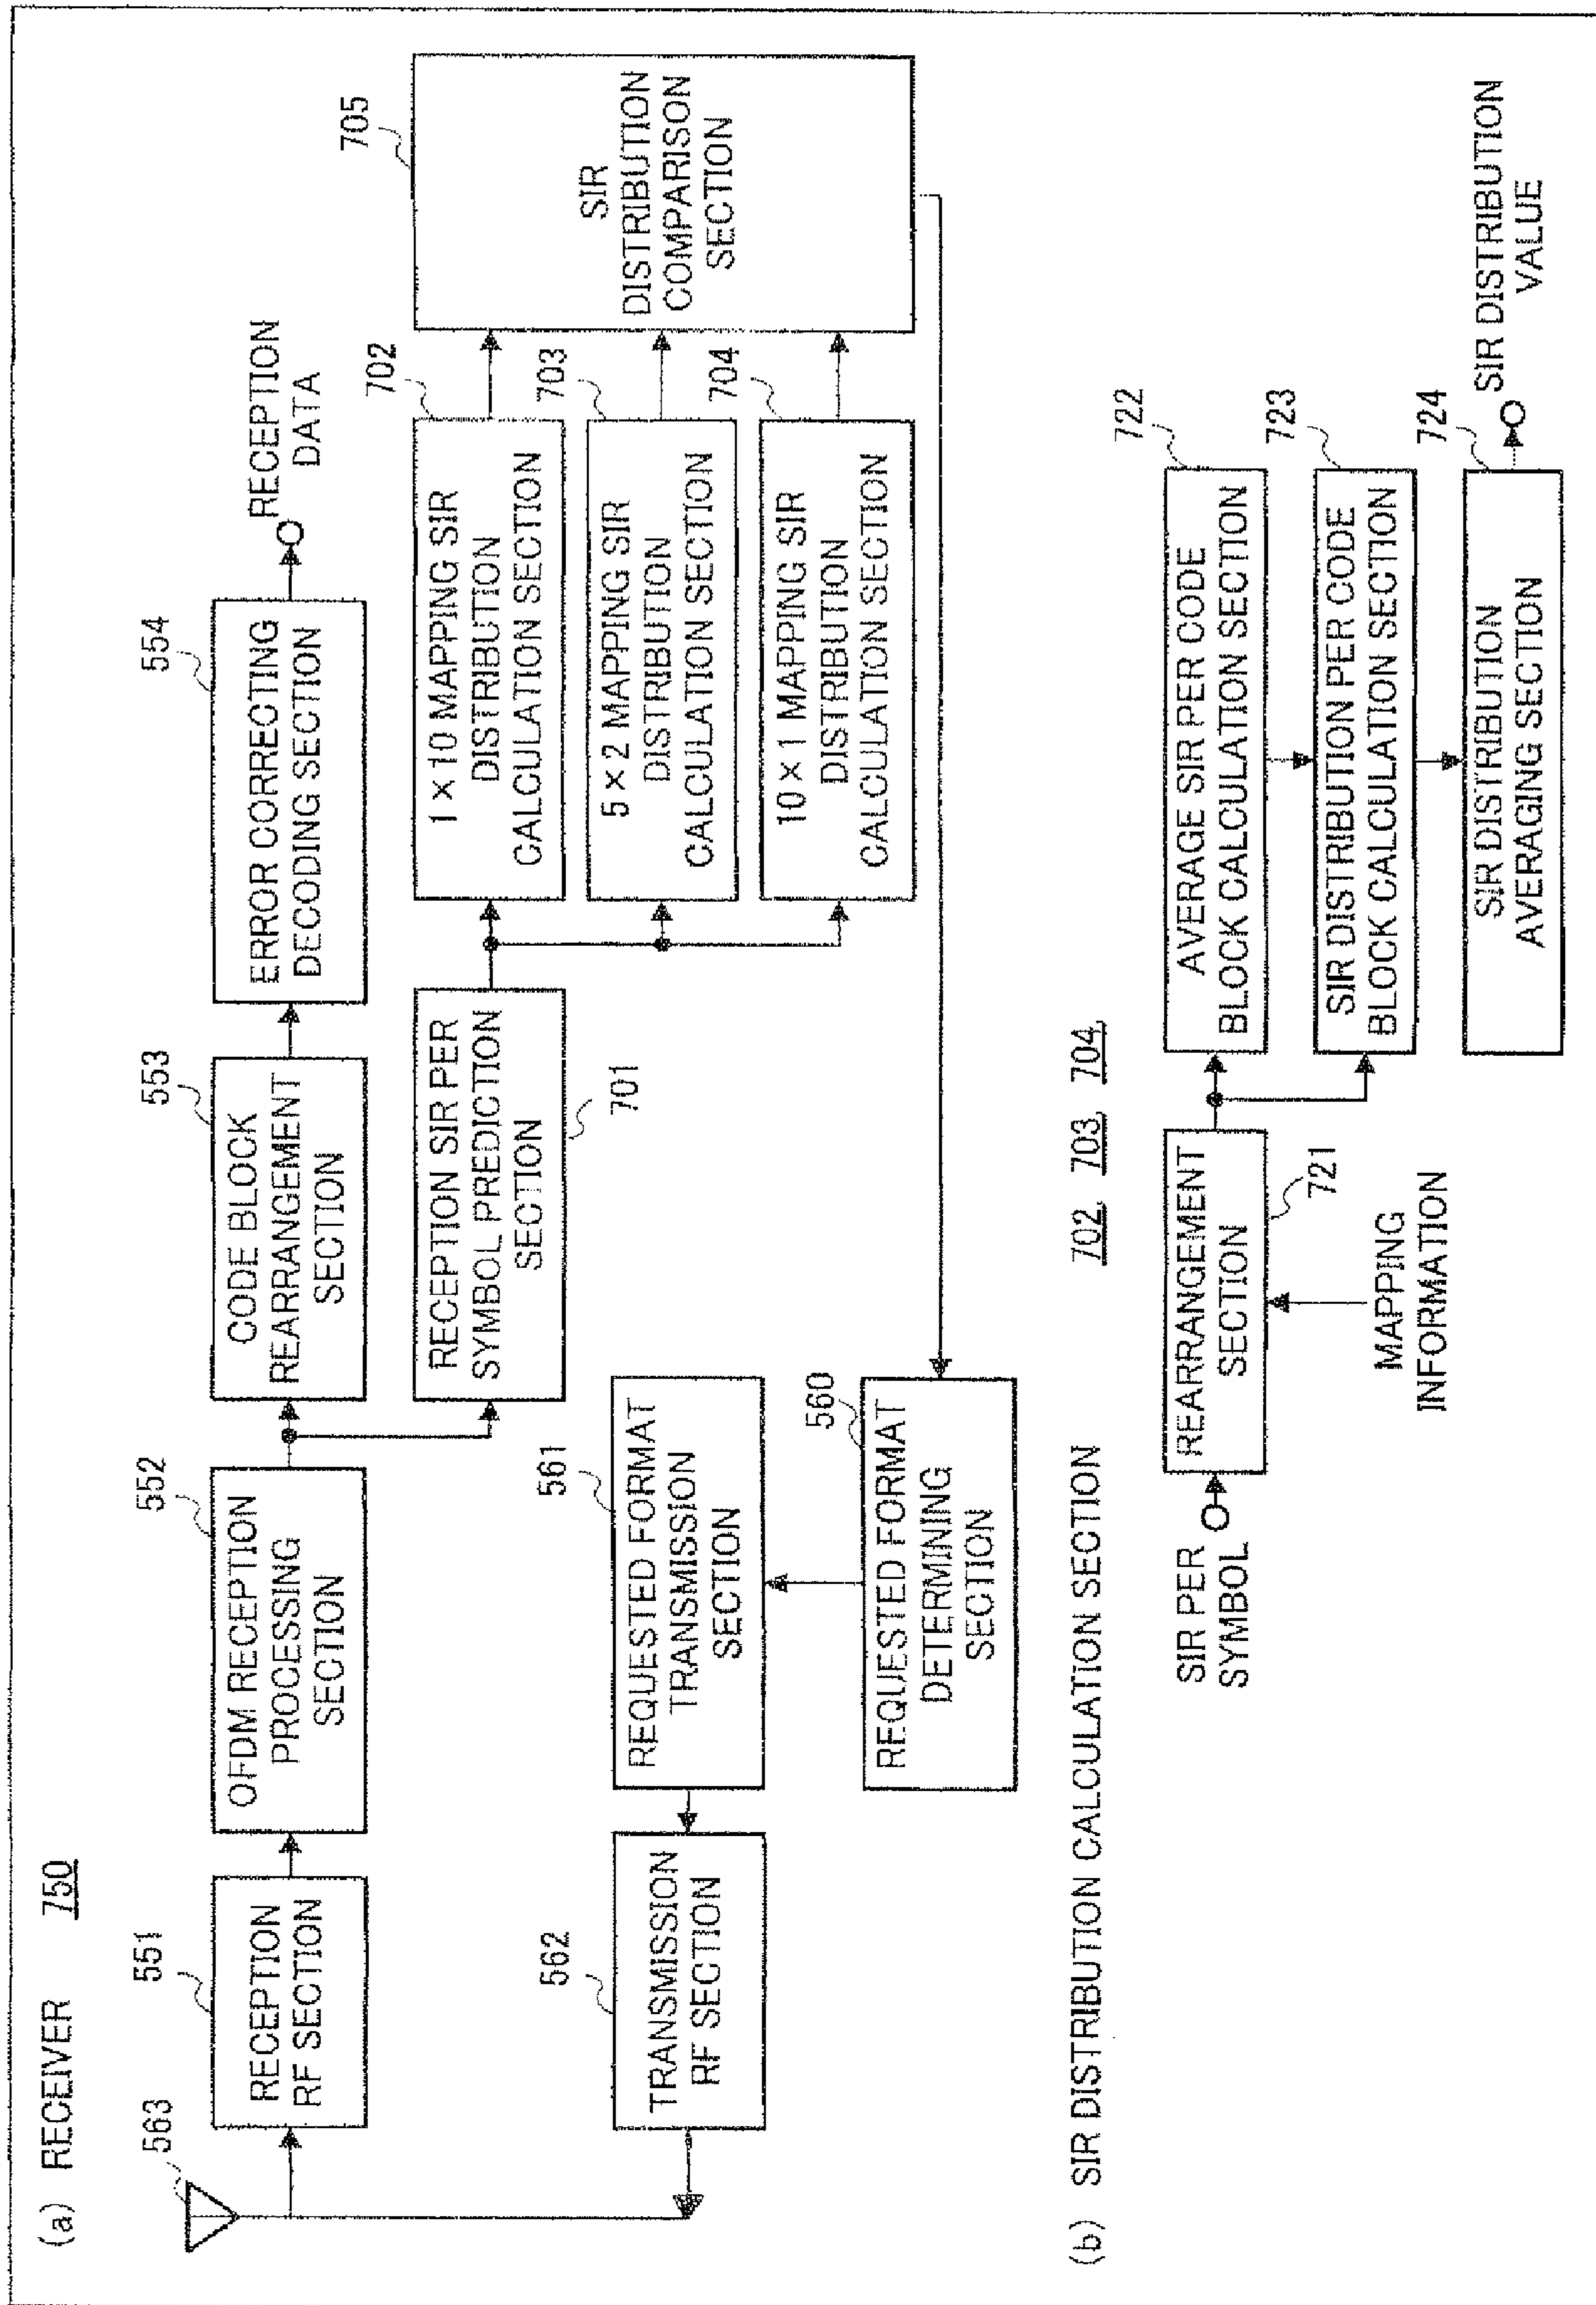 (a) RECEIVER 750
563
551
RECEPTION
RF SECTION
552
OFDM RECEPTION
PROCESSING
SECTION
553
CODE BLOCK
REARRANGEMENT
SECTION
554
ERROR CORRECTING
DECODING SECTION
RECEPTION
DATA
RECEPTION SIR PER
SYMBOL PREDICTION
SECTION
701
702
1 × 10 MAPPING SIR
DISTRIBUTION
CALCULATION SECTION
703
5 × 2 MAPPING SIR
DISTRIBUTION
CALCULATION SECTION
704
10 × 1 MAPPING SIR
DISTRIBUTION
CALCULATION SECTION
705
SIR
DISTRIBUTION
COMPARISON
SECTION
562
TRANSMISSION
RF SECTION
561
REQUESTED FORMAT
TRANSMISSION
SECTION
560
REQUESTED FORMAT
DETERMINING
SECTION
(b) SIR DISTRIBUTION CALCULATION SECTION 702, 703, 704,
SIR PER
SYMBOL
REARRANGEMENT
SECTION
721
MAPPING
INFORMATION
722
AVERAGE SIR PER CODE
BLOCK CALCULATION SECTION
723
SIR DISTRIBUTION PER CODE
BLOCK CALCULATION SECTION
724
SIR DISTRIBUTION
AVERAGING SECTION
SIR DISTRIBUTION
VALUE